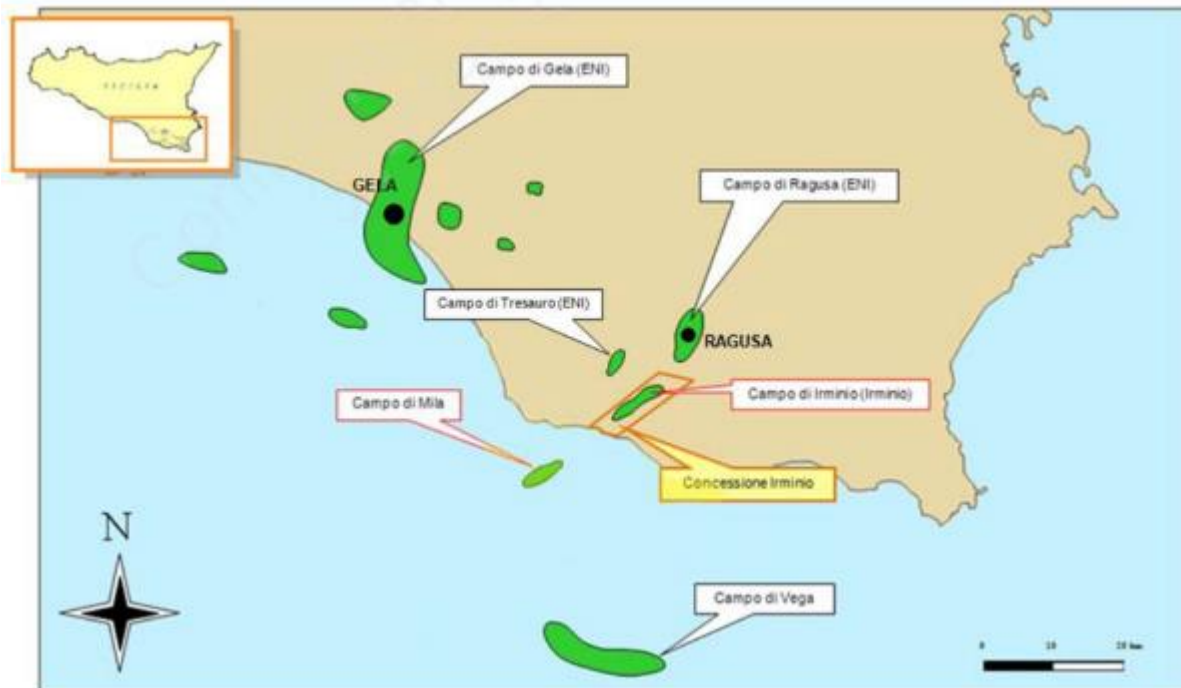 SICILIA
Campo di Gela (ENI)
GELA
Campo di Ragusa (ENI)
Campo di Tresauro (ENI)
RAGUSA
Campo di Mila
Campo di Irminio (Irminio)
Concessione Irminio
N
Campo di Vega
0 10 20 km